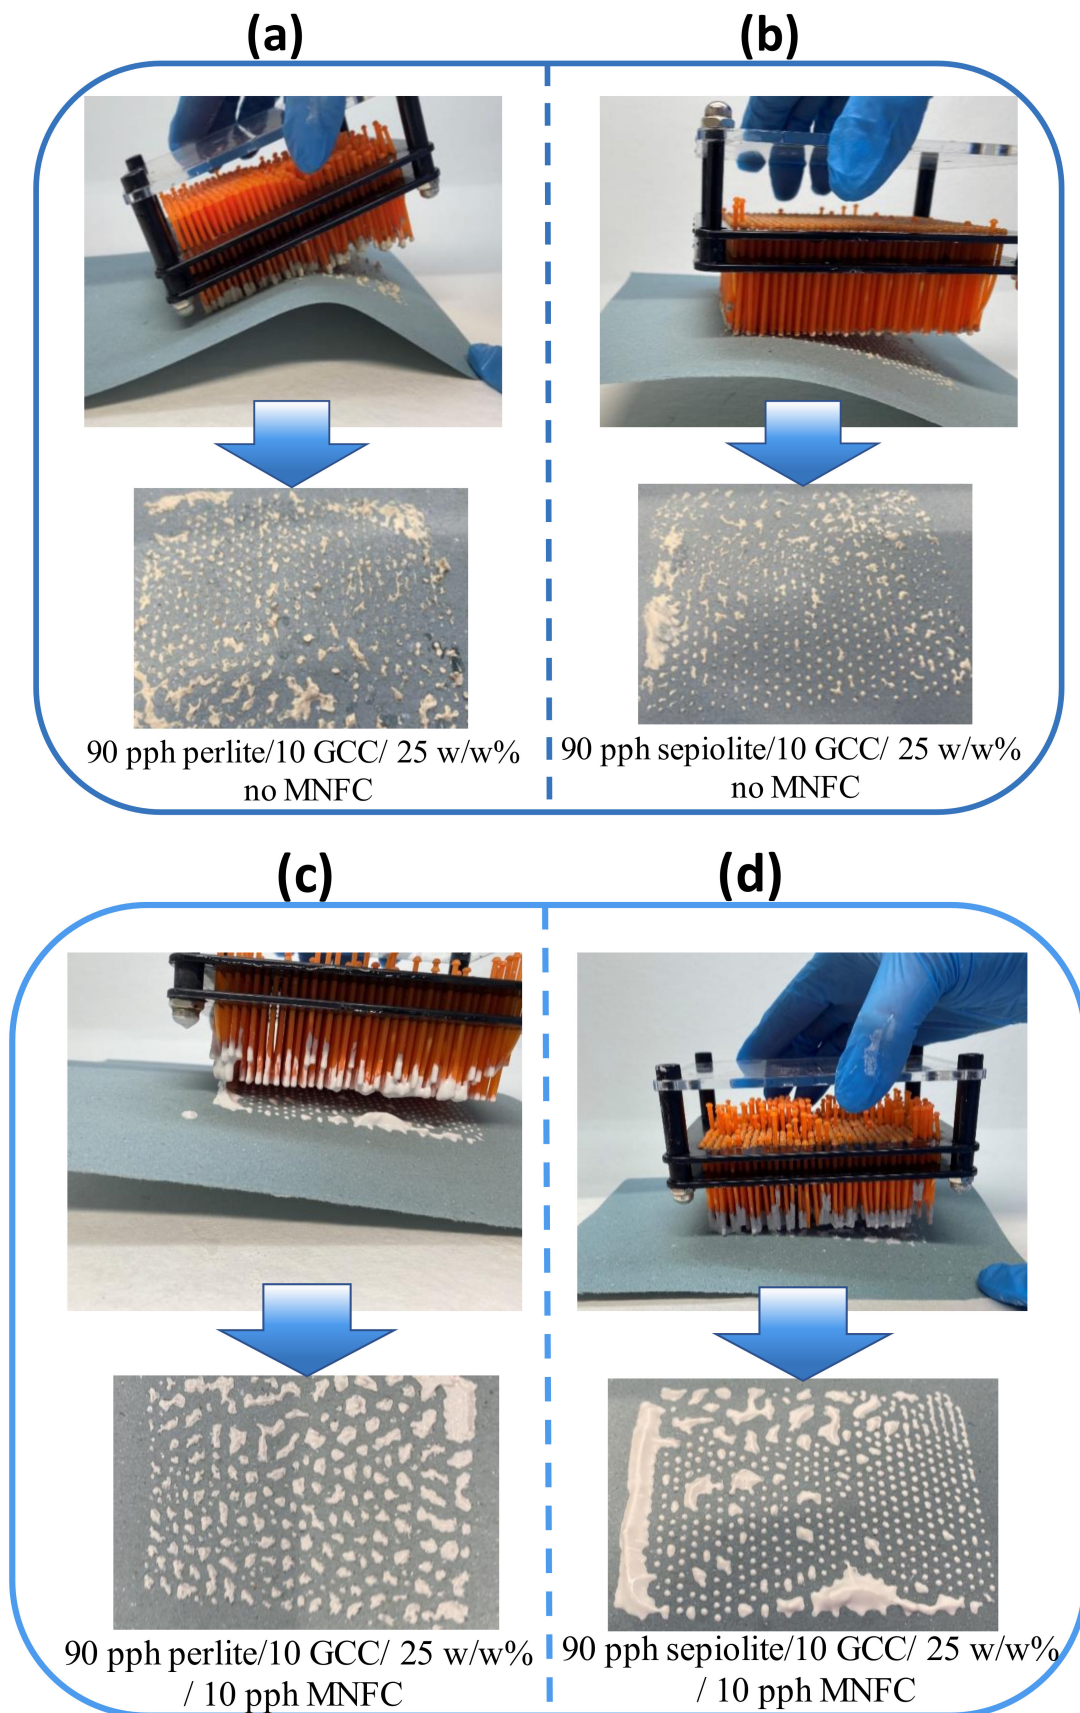 (a)
(b)
90 pph perlite/10 GCC/ 25 w/w%
no MNFC
90 pph sepiolite/10 GCC/ 25 w/w%
no MNFC
(c)
(d)
90 pph perlite/10 GCC/ 25 w/w%
/ 10 pph MNFC
90 pph sepiolite/10 GCC/ 25 w/w%
/ 10 pph MNFC